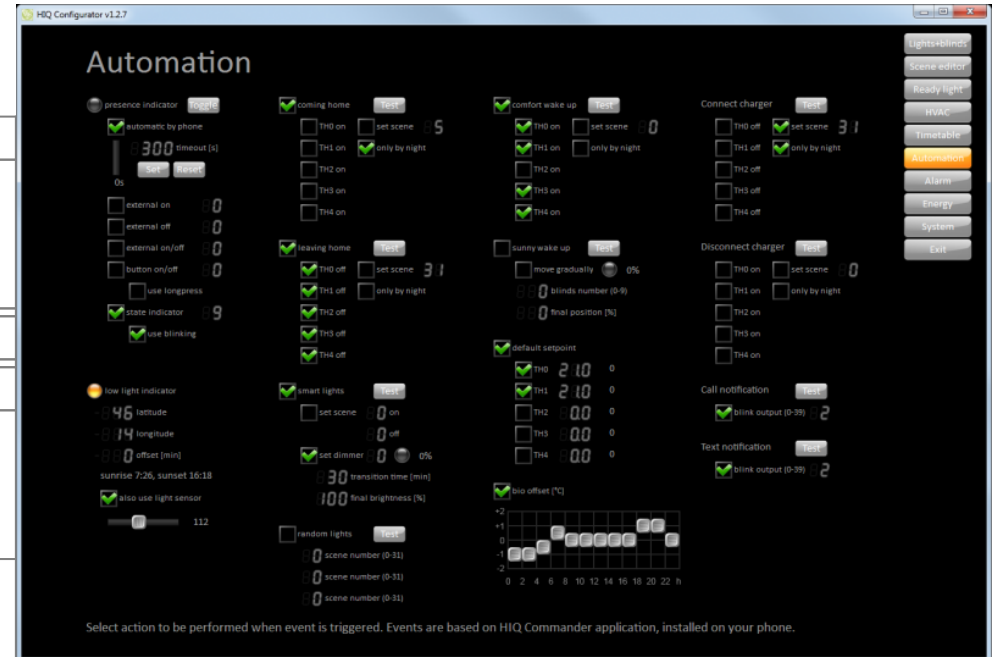 HIQ Configurator v1.2.7
Automation
presence indicator Toggle
automatic by phone
300 timeout [s]
Set Reset
0s
external on 0
external off 0
external on/off 0
button on/off 0
use longpress
state indicator 9
use blinking
low light indicator
46 latitude
14 longitude
0 offset [min]
sunrise 7:26, sunset 16:18
also use light sensor
112
coming home Test
TH0 on set scene 5
TH1 on only by night
TH2 on
TH3 on
TH4 on
leaving home Test
TH0 off set scene 31
TH1 off only by night
TH2 off
TH3 off
TH4 off
smart lights Test
set scene 0 on
0 off
set dimmer 0 0%
30 transition time [min]
100 final brightness [%]
random lights Test
0 scene number (0-31)
0 scene number (0-31)
0 scene number (0-31)
comfort wake up Test
TH0 on set scene 0
TH1 on only by night
TH2 on
TH3 on
TH4 on
sunny wake up Test
move gradually 0%
0 blinds number (0-9)
0 final position [%]
default setpoint
TH0 21.0 0
TH1 21.0 0
TH2 0.0 0
TH3 0.0 0
TH4 0.0 0
bio offset [°C]
+2
+1
0
-1
-2
0 2 4 6 8 10 12 14 16 18 20 22 h
Connect charger Test
TH0 off set scene 31
TH1 off only by night
TH2 off
TH3 off
TH4 off
Disconnect charger Test
TH0 on set scene 0
TH1 on only by night
TH2 on
TH3 on
TH4 on
Call notification Test
blink output (0-39) 2
Text notification Test
blink output (0-39) 2
Lights+blinds
Scene editor
Ready light
HVAC
Timetable
Automation
Alarm
Energy
System
Exit
Select action to be performed when event is triggered. Events are based on HIQ Commander application, installed on your phone.